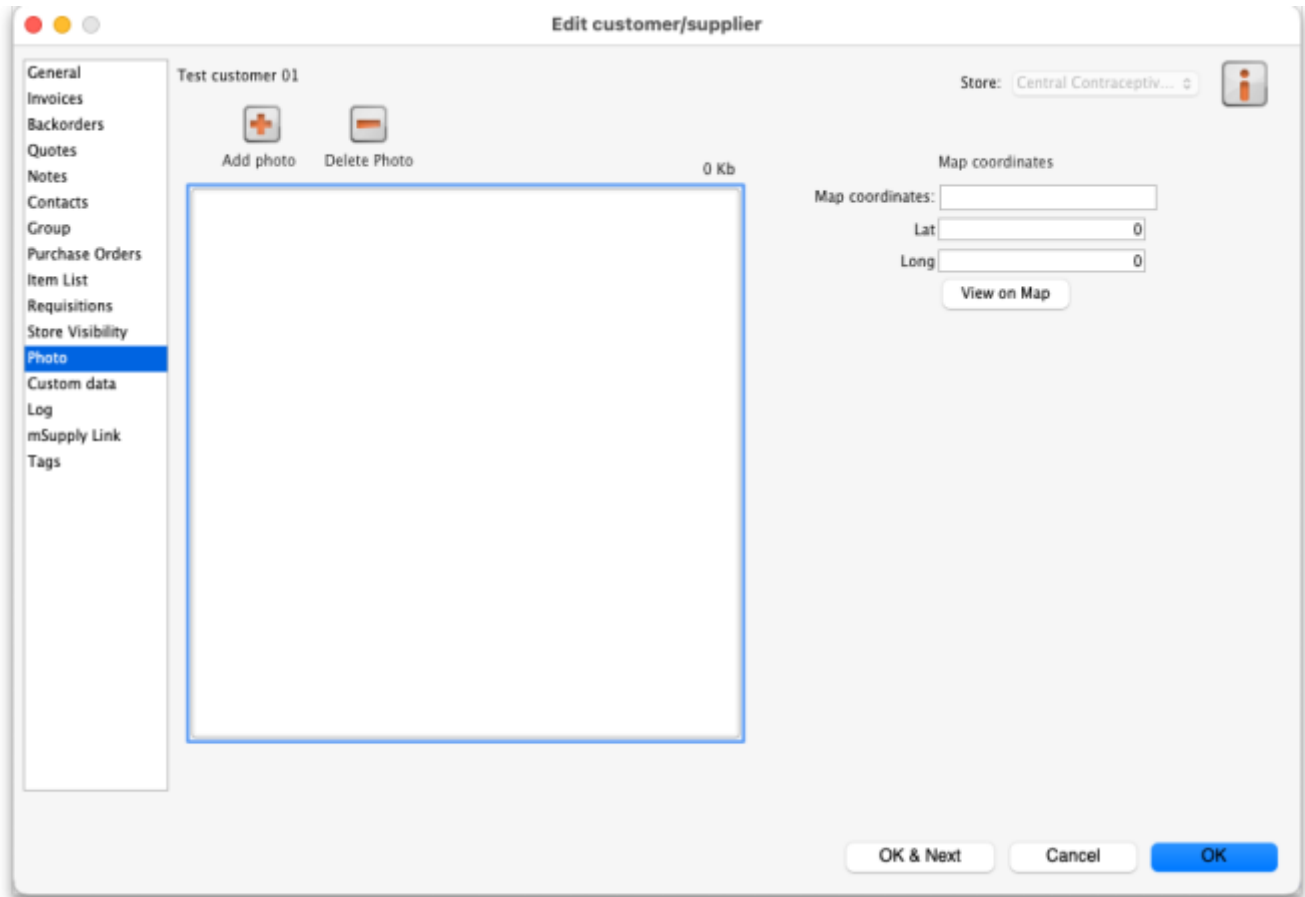 Edit customer/supplier
General
Invoices
Backorders
Quotes
Notes
Contacts
Group
Purchase Orders
Item List
Requisitions
Store Visibility
Photo
Custom data
Log
mSupply Link
Tags
Test customer 01
Store: Central Contraceptiv...
Add photo Delete Photo
0 Kb
Map coordinates
Map coordinates:
Lat 0
Long 0
View on Map
OK & Next Cancel OK